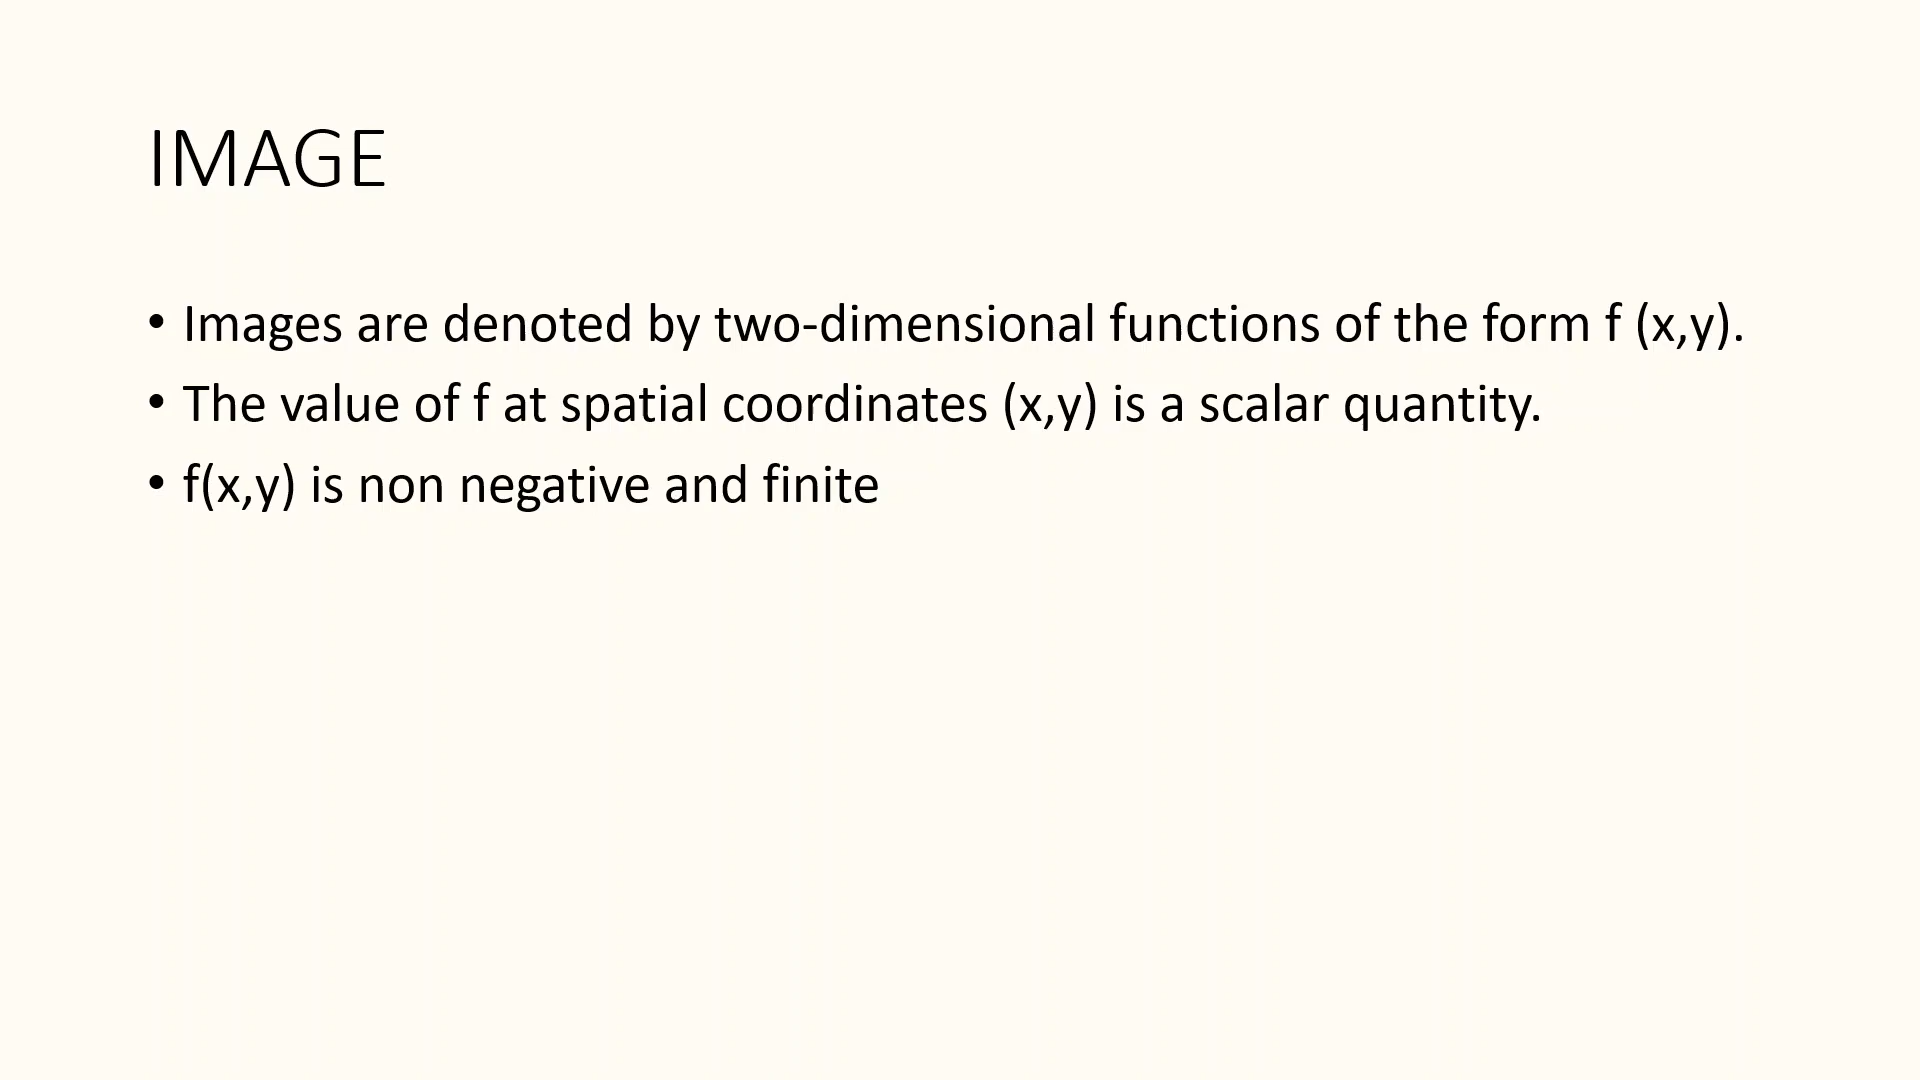 IMAGE
• Images are denoted by two-dimensional functions of the form f (x,y).
• The value of f at spatial coordinates (x,y) is a scalar quantity.
• f(x,y) is non negative and finite